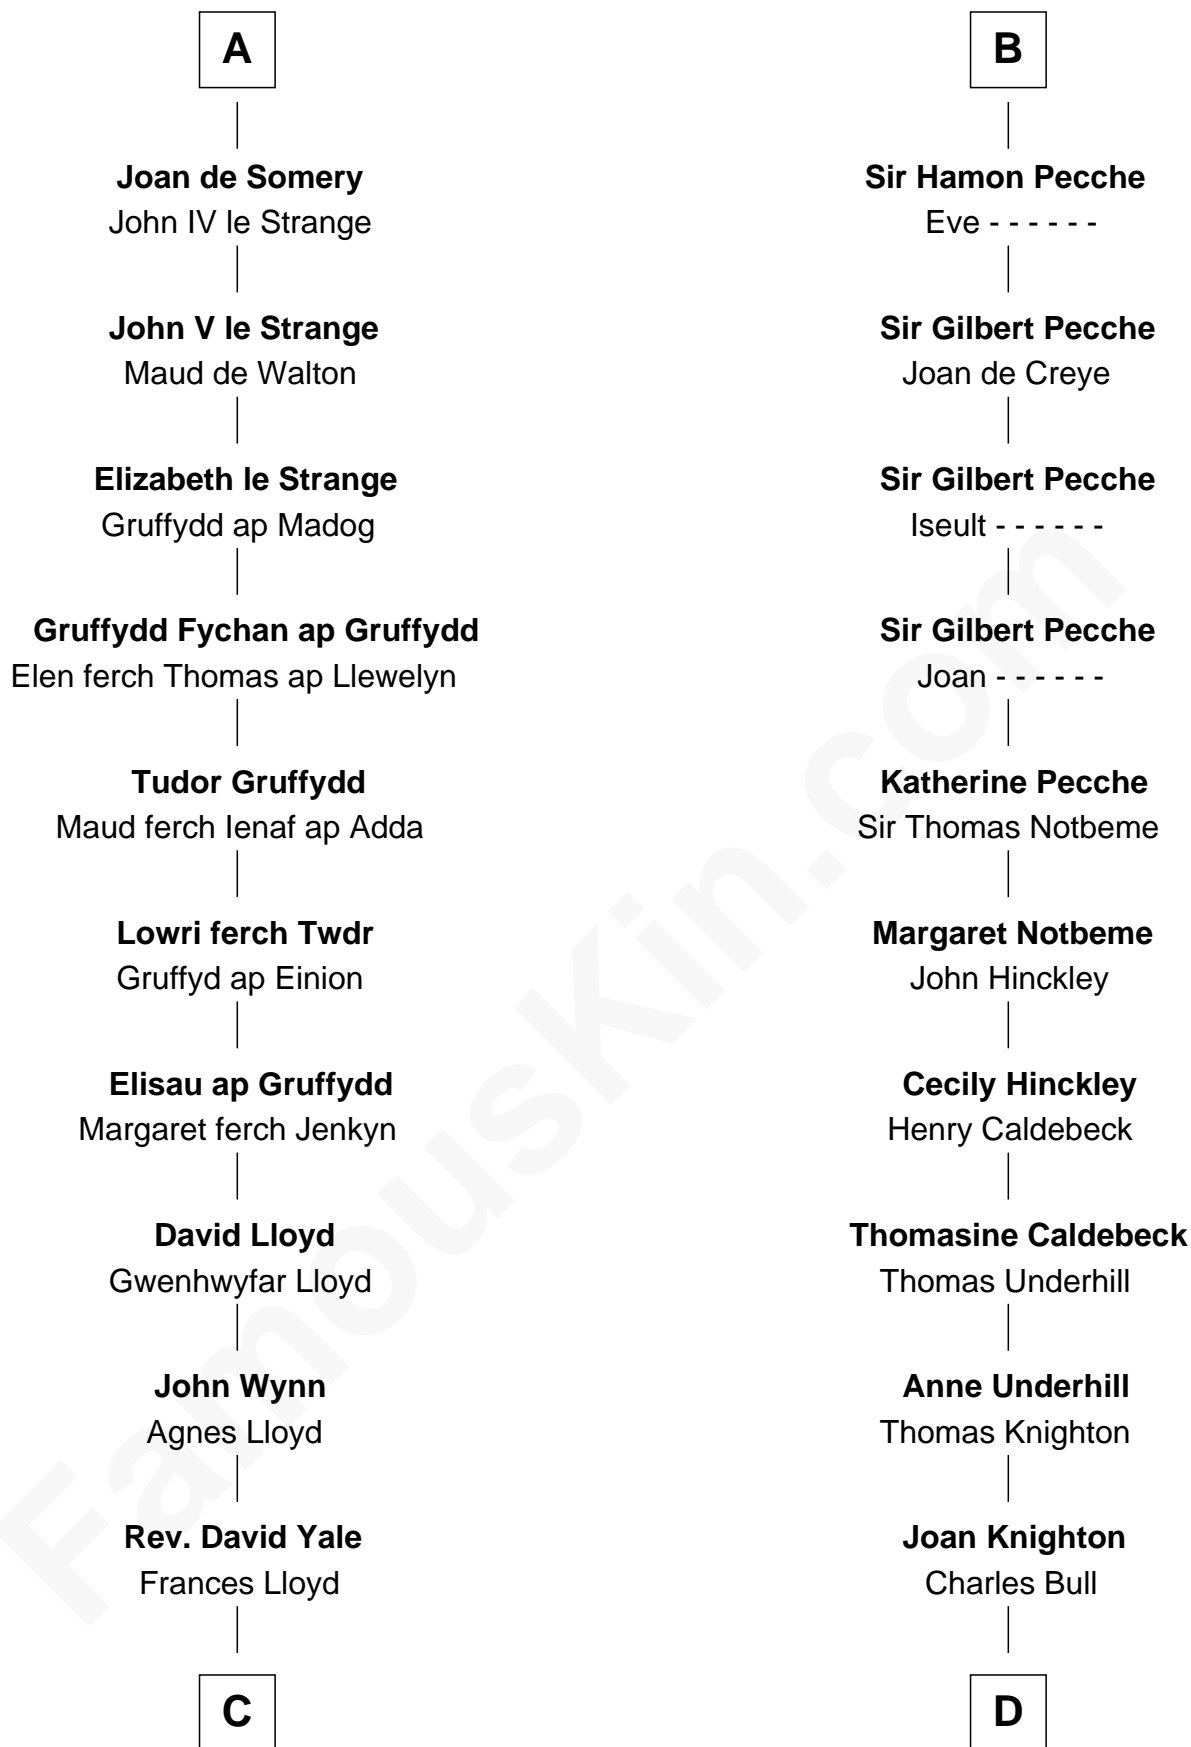 A
Joan de Somery
John IV le Strange
John V le Strange
Maud de Walton
Elizabeth le Strange
Gruffydd ap Madog
Gruffydd Fychan ap Gruffydd
Elen ferch Thomas ap Llewelyn
Tudor Gruffydd
Maud ferch Ienaf ap Adda
Lowri ferch Twdr
Gruffyd ap Einion
Elisau ap Gruffydd
Margaret ferch Jenkyn
David Lloyd
Gwenhwyfar Lloyd
John Wynn
Agnes Lloyd
Rev. David Yale
Frances Lloyd
C
B
Sir Hamon Pecche
Eve - - - - - -
Sir Gilbert Pecche
Joan de Creye
Sir Gilbert Pecche
Iseult - - - - - -
Sir Gilbert Pecche
Joan - - - - - -
Katherine Pecche
Sir Thomas Notbeme
Margaret Notbeme
John Hinckley
Cecily Hinckley
Henry Caldebeck
Thomasine Caldebeck
Thomas Underhill
Anne Underhill
Thomas Knighton
Joan Knighton
Charles Bull
D
FamousKin.com